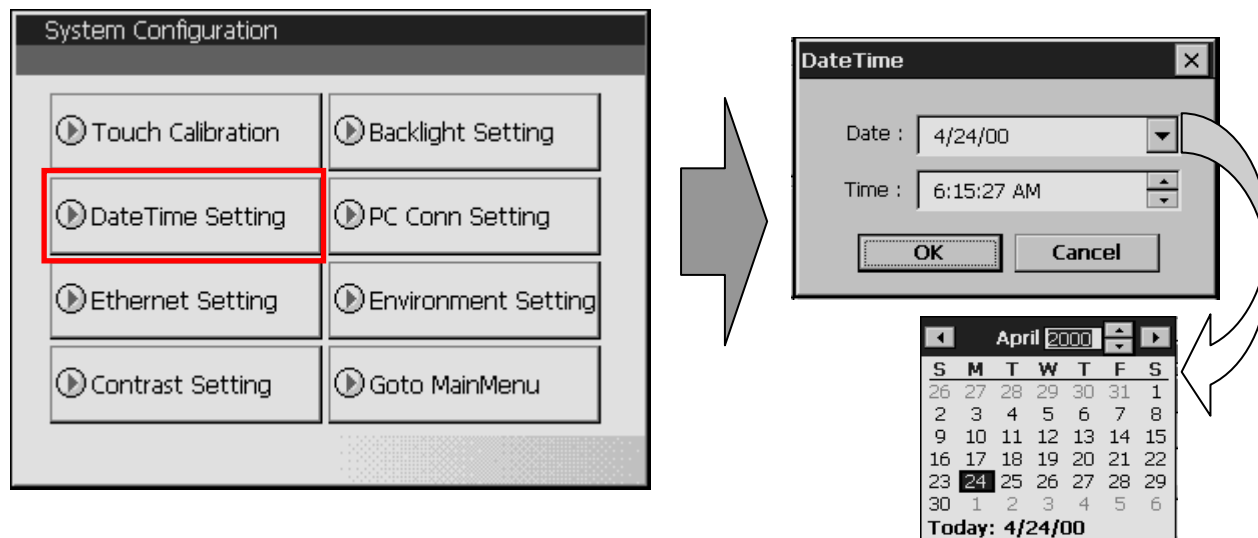 System Configuration
Touch Calibration
Backlight Setting
DateTime Setting
PC Conn Setting
Ethernet Setting
Environment Setting
Contrast Setting
Goto MainMenu
DateTime
Date : 4/24/00
Time : 6:15:27 AM
OK Cancel
April 2000
S M T W T F S
26 27 28 29 30 31 1
2 3 4 5 6 7 8
9 10 11 12 13 14 15
16 17 18 19 20 21 22
23 24 25 26 27 28 29
30 1 2 3 4 5 6
Today: 4/24/00